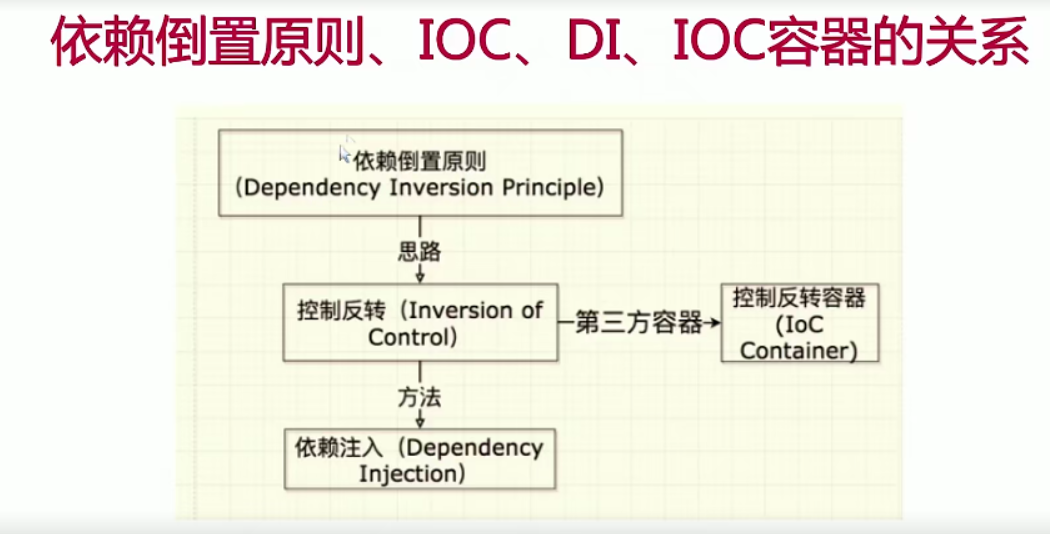 依赖倒置原则、IOC、DI、IOC容器的关系
依赖倒置原则
(Dependency Inversion Principle)
思路
控制反转（Inversion of
Control）
第三方容器
控制反转容器
(IoC
Container)
方法
依赖注入（Dependency
Injection）